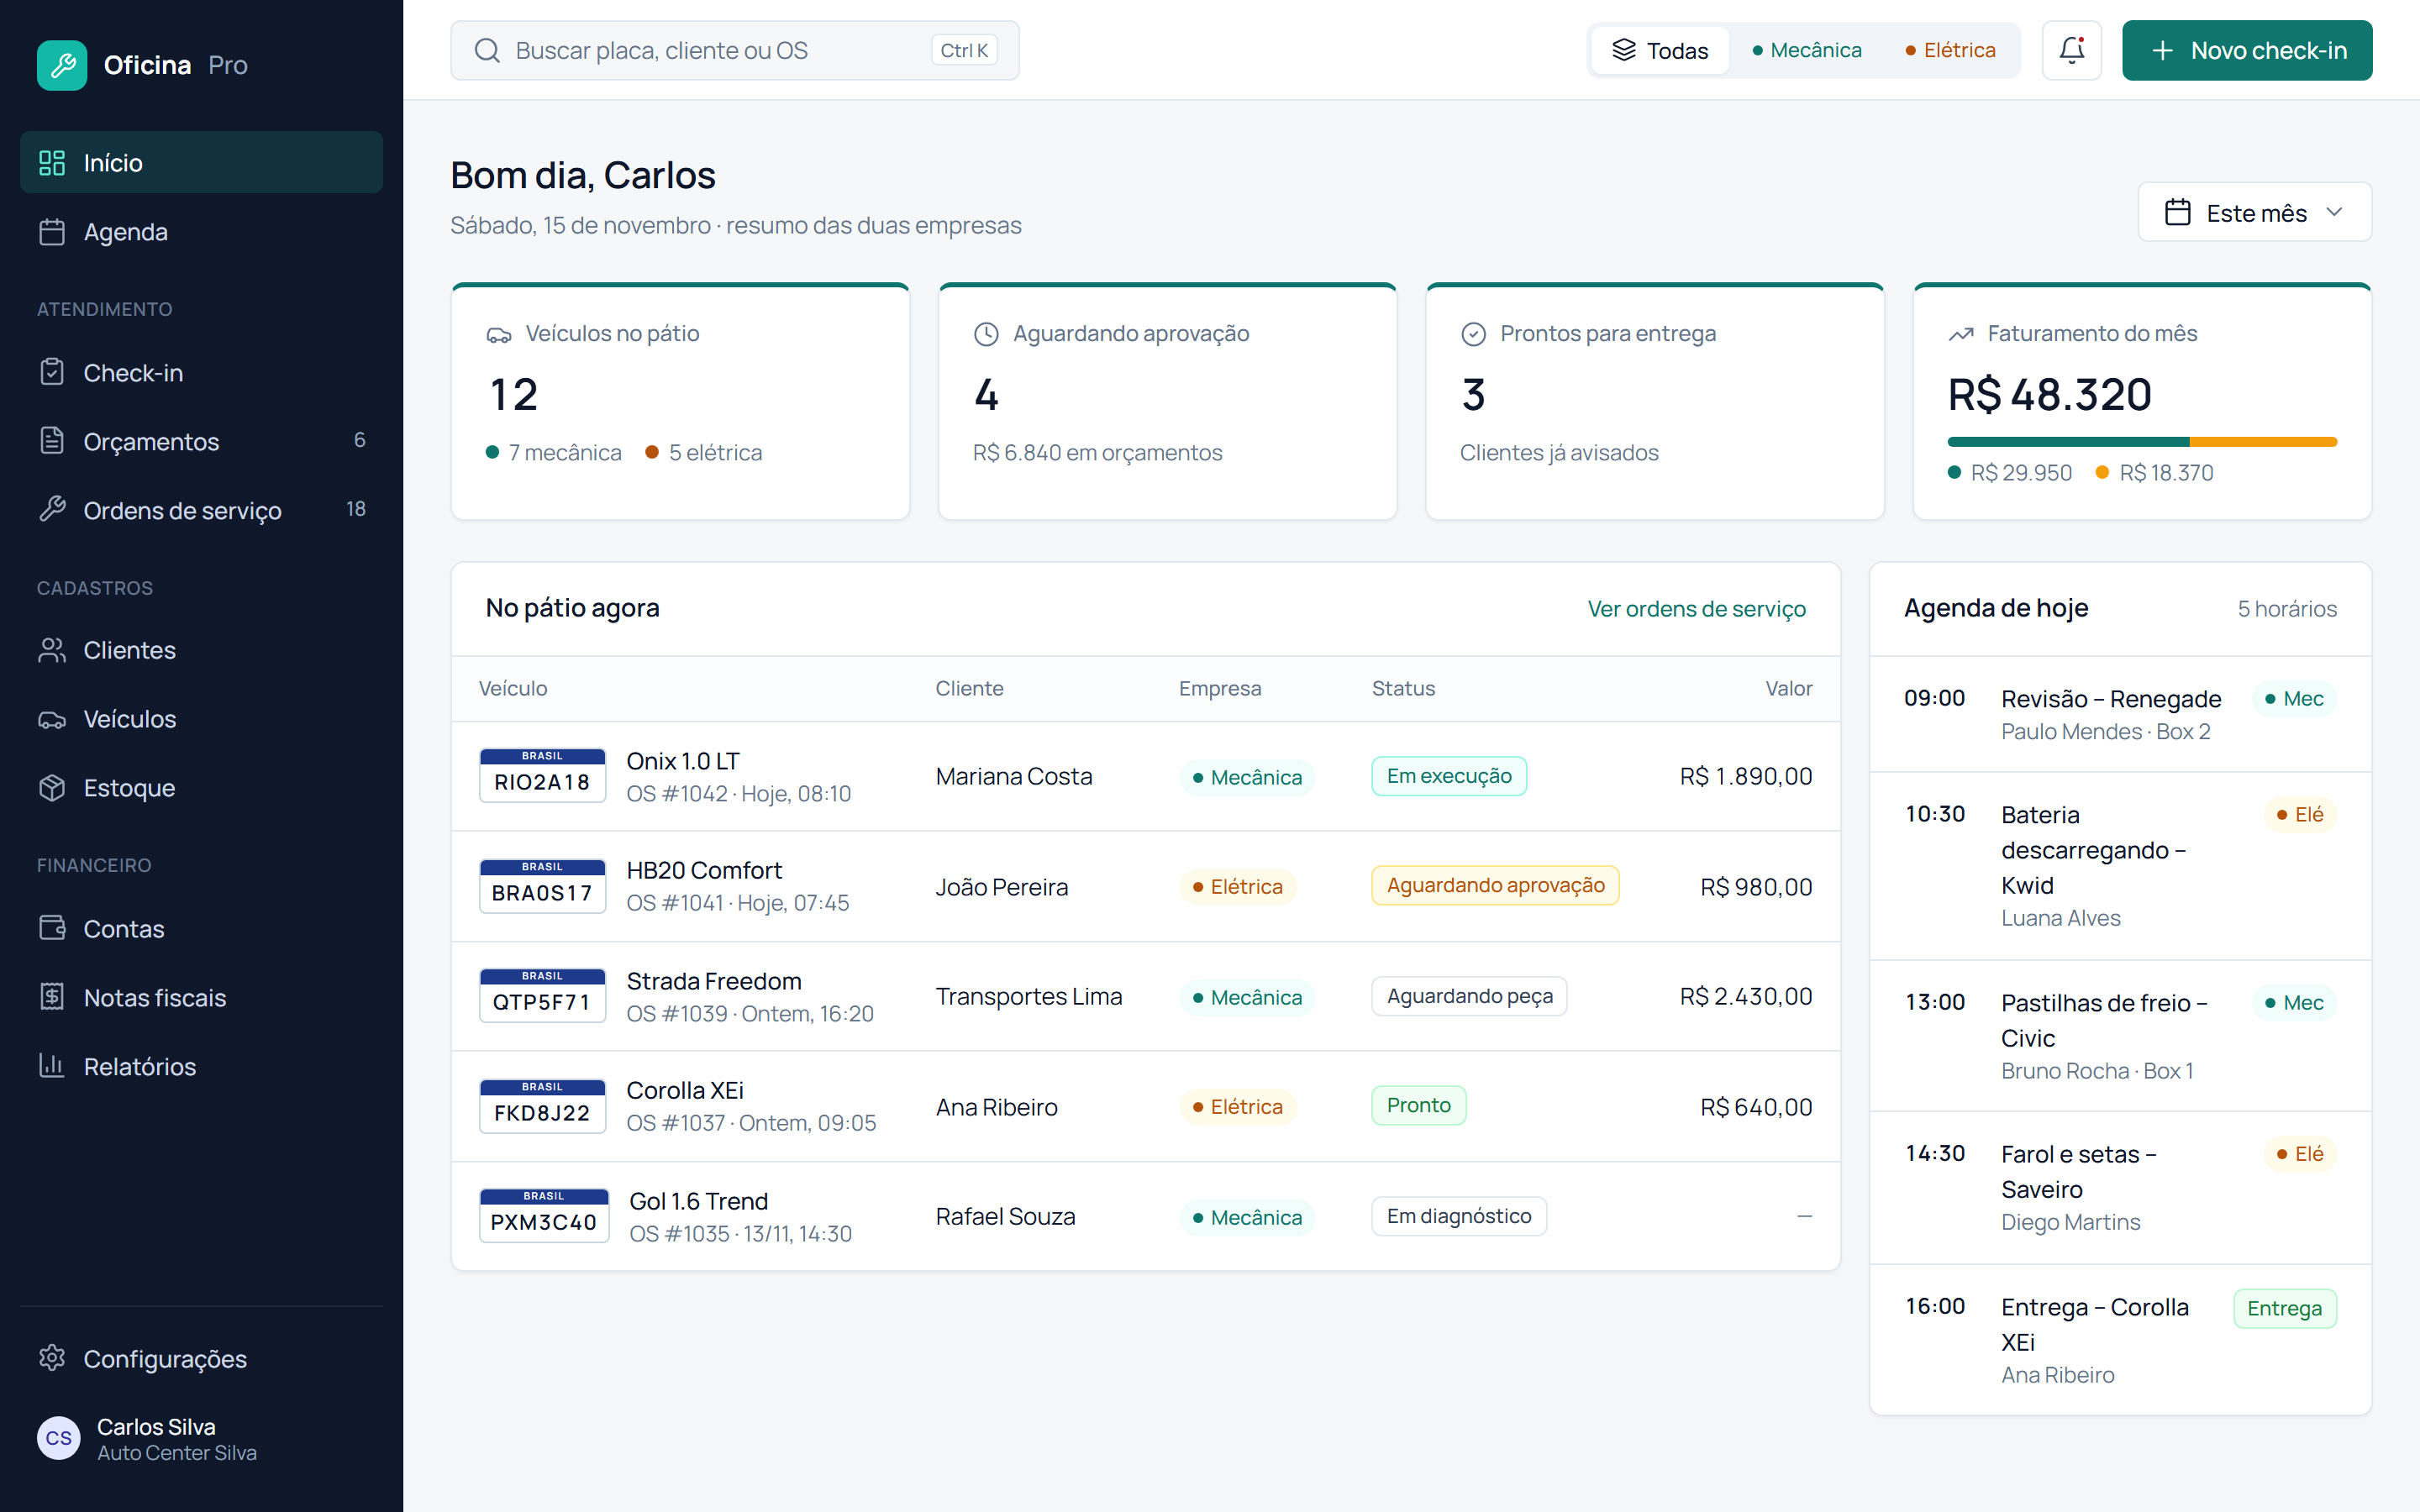 Oficina Pro
Início
Agenda
ATENDIMENTO
Check-in
Orçamentos 6
Ordens de serviço 18
CADASTROS
Clientes
Veículos
Estoque
FINANCEIRO
Contas
Notas fiscais
Relatórios
Configurações
CS
Carlos Silva
Auto Center Silva
Buscar placa, cliente ou OS Ctrl K
Todas Mecânica Elétrica
Novo check-in
Bom dia, Carlos
Sábado, 15 de novembro · resumo das duas empresas
Este mês
Veículos no pátio
12
7 mecânica 5 elétrica
Aguardando aprovação
4
R$ 6.840 em orçamentos
Prontos para entrega
3
Clientes já avisados
Faturamento do mês
R$ 48.320
R$ 29.950 R$ 18.370
No pátio agora Ver ordens de serviço
Veículo Cliente Empresa Status Valor
BRASIL
RIO2A18
Onix 1.0 LT
OS #1042 · Hoje, 08:10
Mariana Costa Mecânica Em execução R$ 1.890,00
BRASIL
BRA0S17
HB20 Comfort
OS #1041 · Hoje, 07:45
João Pereira Elétrica Aguardando aprovação R$ 980,00
BRASIL
QTP5F71
Strada Freedom
OS #1039 · Ontem, 16:20
Transportes Lima Mecânica Aguardando peça R$ 2.430,00
BRASIL
FKD8J22
Corolla XEi
OS #1037 · Ontem, 09:05
Ana Ribeiro Elétrica Pronto R$ 640,00
BRASIL
PXM3C40
Gol 1.6 Trend
OS #1035 · 13/11, 14:30
Rafael Souza Mecânica Em diagnóstico –
Agenda de hoje 5 horários
09:00 Revisão – Renegade Mec
Paulo Mendes · Box 2
10:30 Bateria Elé
descarregando –
Kwid
Luana Alves
13:00 Pastilhas de freio – Mec
Civic
Bruno Rocha · Box 1
14:30 Farol e setas – Elé
Saveiro
Diego Martins
16:00 Entrega – Corolla Entrega
XEi
Ana Ribeiro